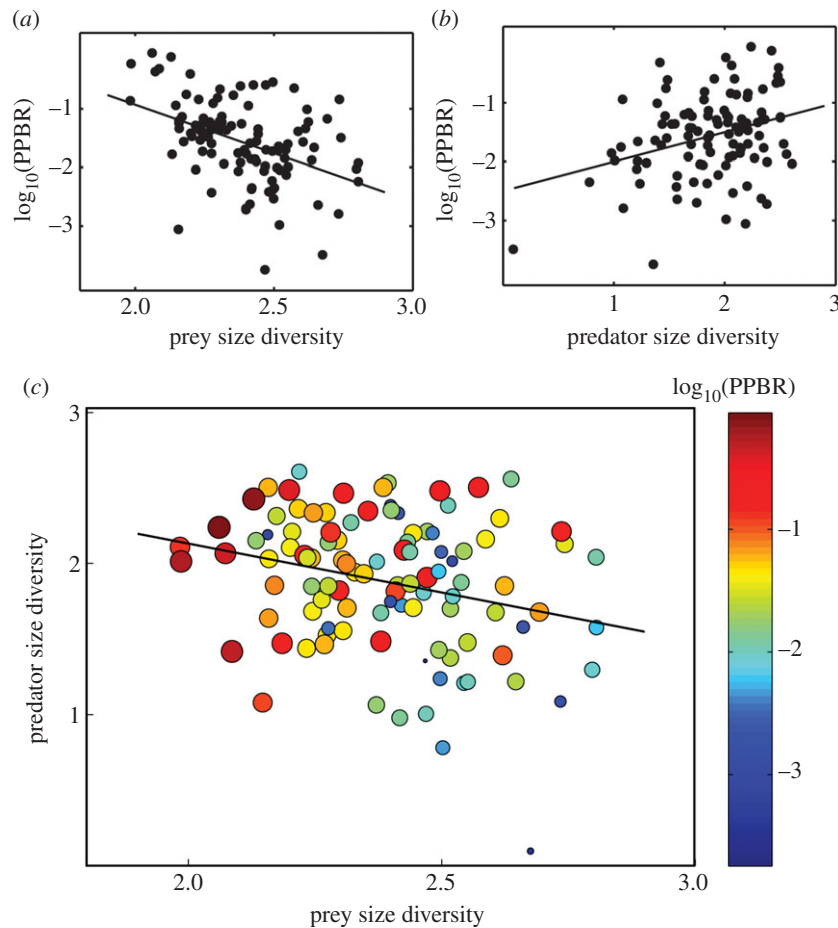 (a)
log10(PPBR)
−1
−2
−3
2.0 2.5 3.0
prey size diversity
(b)
log10(PPBR)
−1
−2
−3
1 2 3
predator size diversity
(c)
predator size diversity
3
2
1
2.0 2.5 3.0
prey size diversity
log10(PPBR)
−1
−2
−3